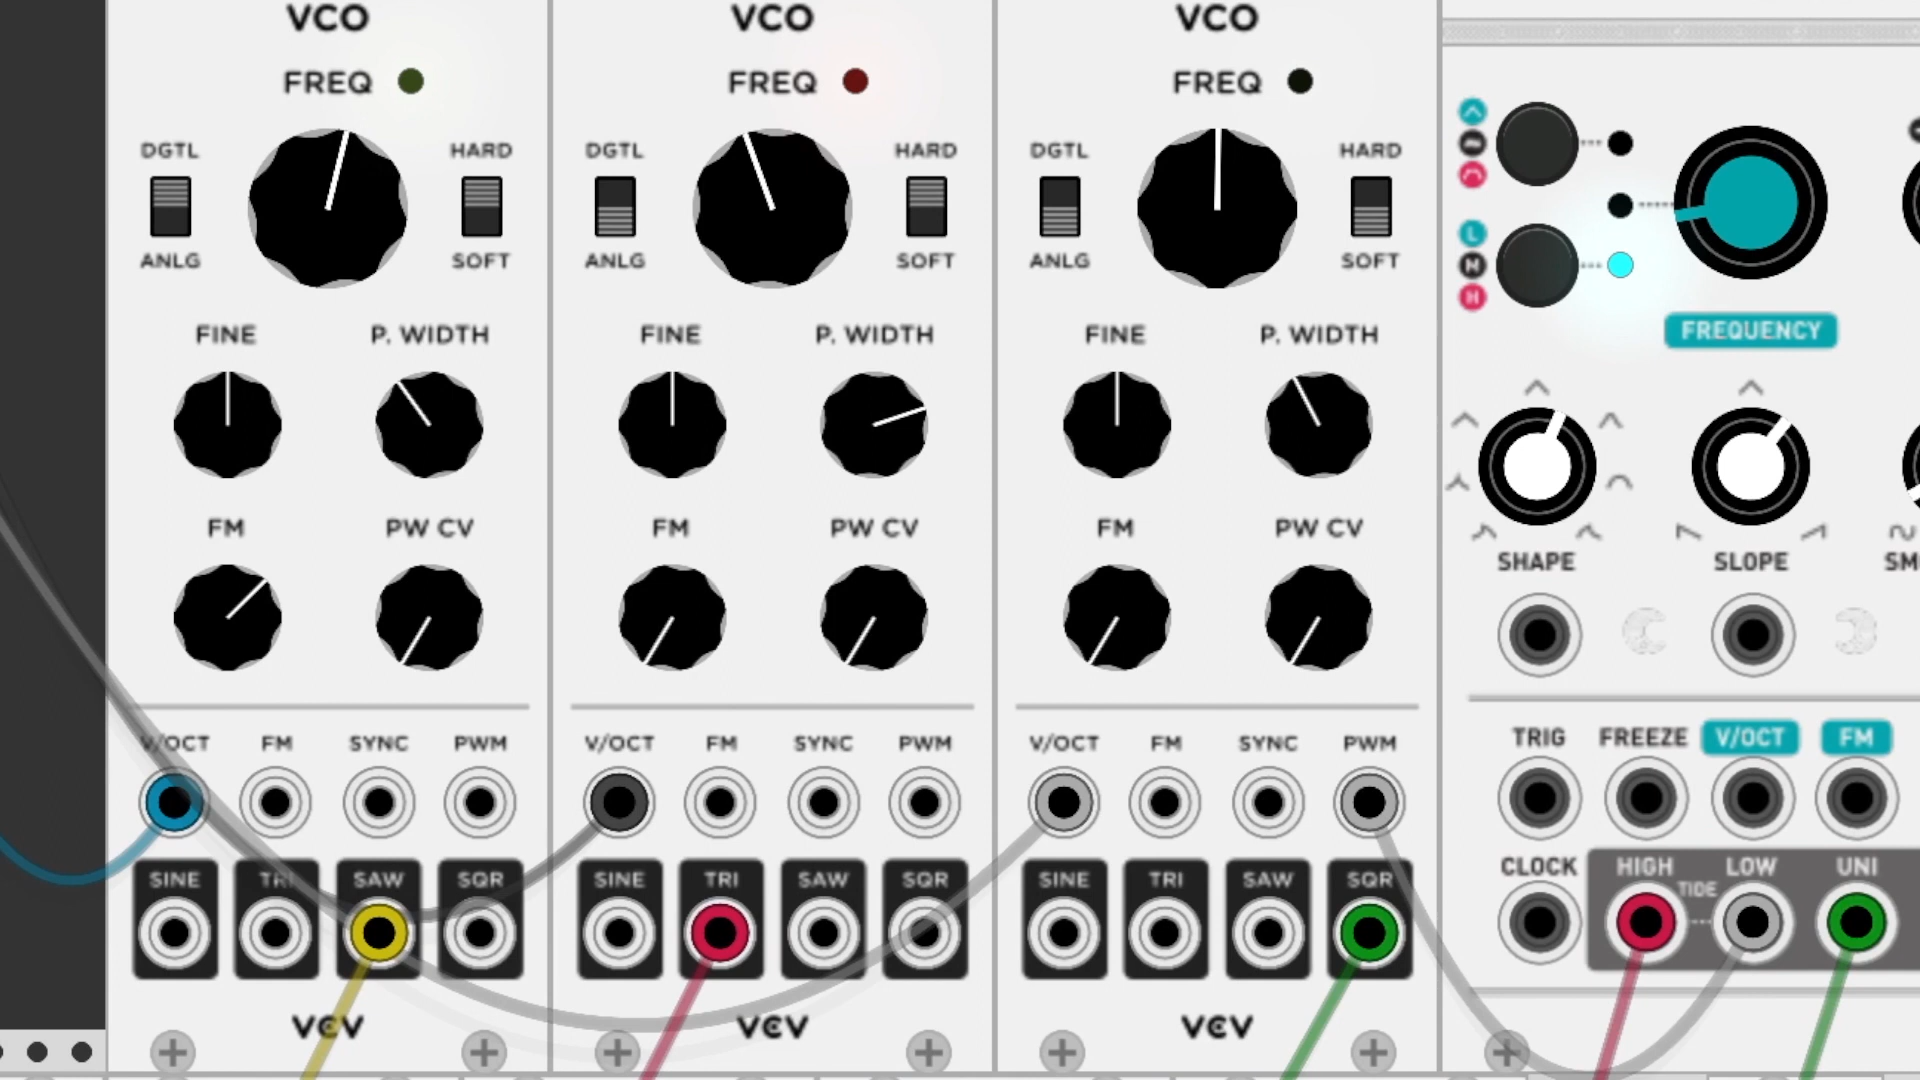 VCO
FREQ
DGTL
HARD
ANLG
SOFT
FINE
P. WIDTH
FM
PW CV
V/OCT
FM
SYNC
PWM
SINE
TRI
SAW
SQR
VCV
VCO
FREQ
DGTL
HARD
ANLG
SOFT
FINE
P. WIDTH
FM
PW CV
V/OCT
FM
SYNC
PWM
SINE
TRI
SAW
SQR
VCV
VCO
FREQ
DGTL
HARD
ANLG
SOFT
FINE
P. WIDTH
FM
PW CV
V/OCT
FM
SYNC
PWM
SINE
TRI
SAW
SQR
VCV
L
M
H
FREQUENCY
SHAPE
SLOPE
TRIG
FREEZE
V/OCT
FM
CLOCK
HIGH
TIDE
LOW
UNI